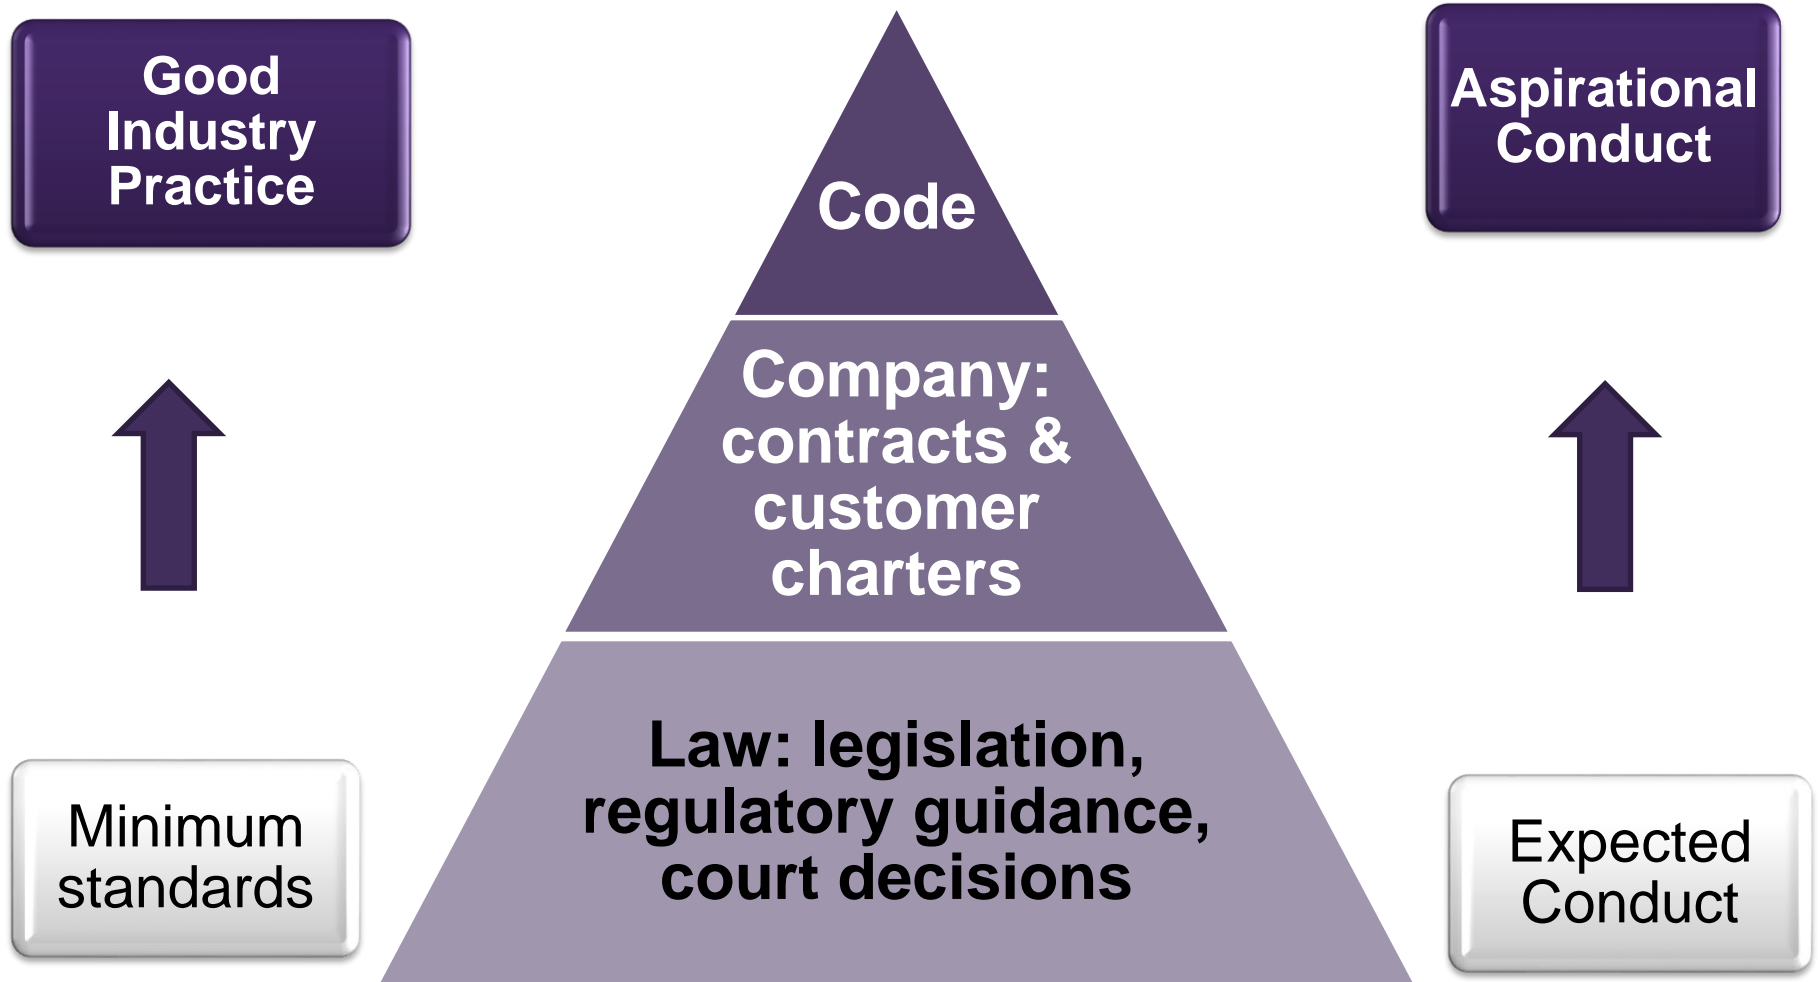 Good
Industry
Practice
Aspirational
Conduct
Code
Company:
contracts &
customer
charters
Law: legislation,
regulatory guidance,
court decisions
Minimum
standards
Expected
Conduct